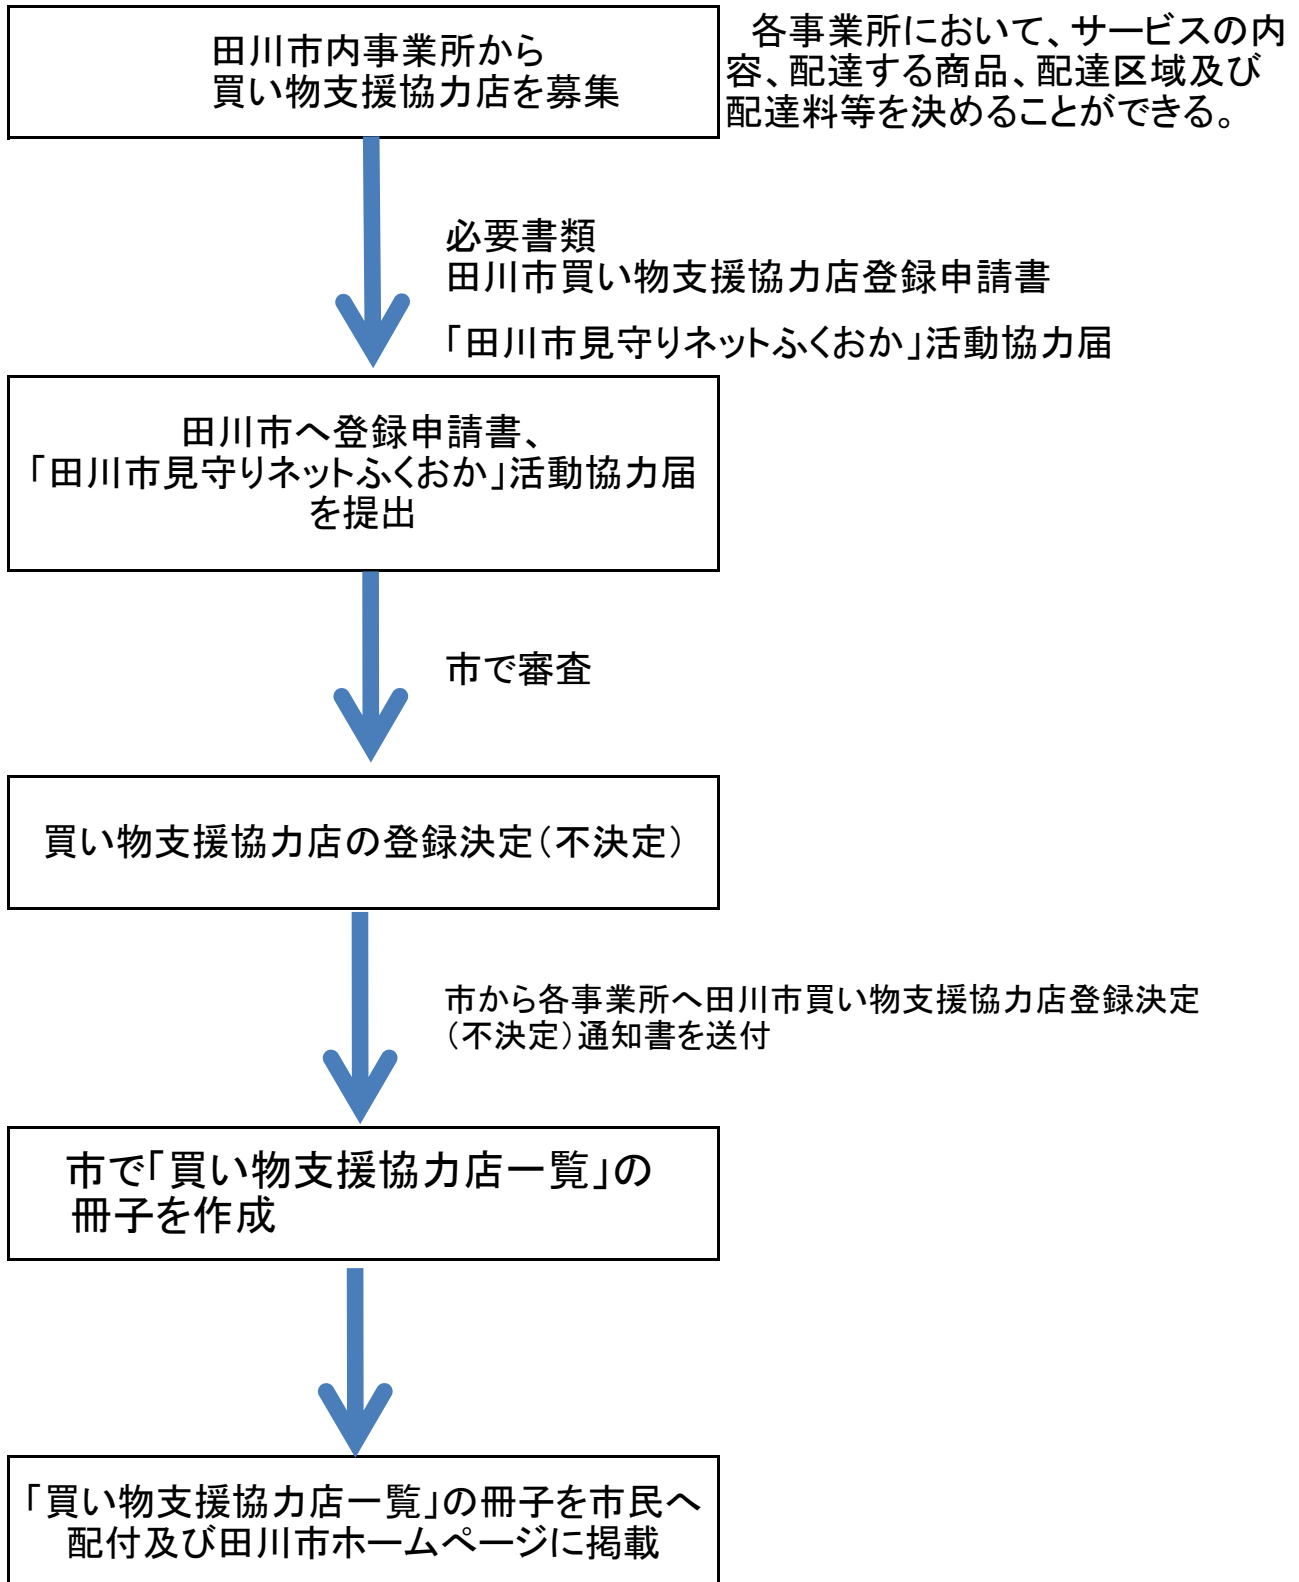 田川市内事業所から
買い物支援協力店を募集
各事業所において、サービスの内
容、配達する商品、配達区域及び
配達料等を決めることができる。
必要書類
田川市買い物支援協力店登録申請書
「田川市見守りネットふくおか」活動協力届
田川市へ登録申請書、
「田川市見守りネットふくおか」活動協力届
を提出
市で審査
買い物支援協力店の登録決定（不決定）
市から各事業所へ田川市買い物支援協力店登録決定
（不決定）通知書を送付
市で「買い物支援協力店一覧」の
冊子を作成
「買い物支援協力店一覧」の冊子を市民へ
配付及び田川市ホームページに掲載